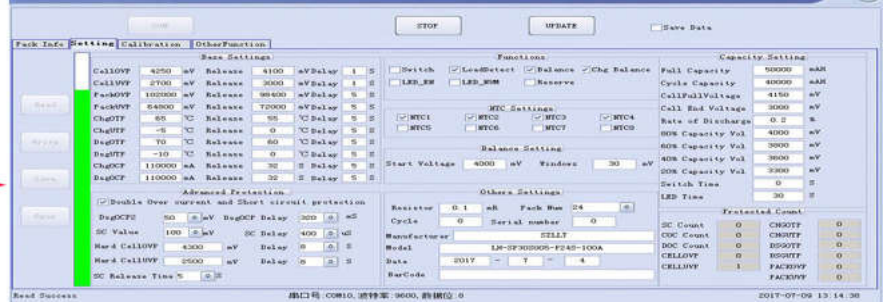 STOP UPDATE Save Data
Pack Info Setting Calibration OtherFunction
Base Settings
CellOVP 4250 mV Release 4100 mV Delay 1 S
CellUVP 2700 mV Release 3000 mV Delay 1 S
PackOVP 102000 mV Release 98400 mV Delay 5 S
PackUVP 64800 mV Release 72000 mV Delay 5 S
ChgOTP 65 ℃ Release 55 ℃ Delay 5 S
ChgUTP -5 ℃ Release 0 ℃ Delay 5 S
DsgOTP 70 ℃ Release 60 ℃ Delay 5 S
DsgUTP -10 ℃ Release 0 ℃ Delay 5 S
ChgOCP 110000 mA Release 32 S Delay 5 S
DsgOCP 110000 mA Release 32 S Delay 5 S
Advanced Protection
Double Over current and Short circuit protection
DsgOCP2 50 mV DsgOCP Delay 320 mS
SC Value 100 mV SC Delay 400 uS
Hard CellOVP 4300 mV Delay 8 S
Hard CellUVP 2500 mV Delay 8 S
SC Release Time 5 S
Functions
Switch LoadDetect Balance Chg Balance
LED_EN LED_NUM Reserve
NTC Settings
NTC1 NTC2 NTC3 NTC4
NTC5 NTC6 NTC7 NTC8
Balance Setting
Start Voltage 4000 mV Windows 30 mV
Others Settings
Resistor 0.1 mR Pack Num 24
Cycle 0 Serial number 0
Manufacturer SZLLT
Model LH-SP30S005-P24S-100A
Date 2017 - 7 - 4
BarCode
Capacity Setting
Full Capacity 50000 mAH
Cycle Capacity 40000 mAH
CellFullVoltage 4150 mV
Cell End Voltage 3000 mV
Rate of Discharge 0.2 %
80% Capacity Vol 4000 mV
60% Capacity Vol 3800 mV
40% Capacity Vol 3600 mV
20% Capacity Vol 3300 mV
Switch Time 0 S
LED Time 30 S
Protected Count
SC Count 0 CHGUTP 0
COC Count 0 CHGOTP 0
DOC Count 0 DSGUTP 0
CELLOVP 0 DSGOTP 0
CELLUVP 1 PACKOVP 0
PACKUVP 0
Read Success 串口号:COM10,波特率:9600,数据位:8 2017-07-09 13:14:38